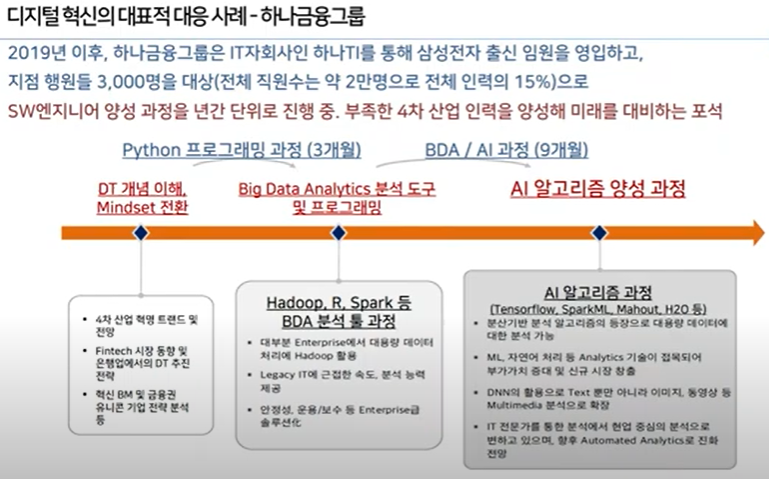 디지털 혁신의 대표적 대응 사례 - 하나금융그룹
2019년 이후, 하나금융그룹은 IT자회사인 하나TI를 통해 삼성전자 출신 임원을 영입하고,
지점 행원들 3,000명을 대상(전체 직원수는 약 2만명으로 전체 인력의 15%)으로
SW엔지니어 양성 과정을 년간 단위로 진행 중. 부족한 4차 산업 인력을 양성해 미래를 대비하는 포석
Python 프로그래밍 과정 (3개월)
BDA / AI 과정 (9개월)
DT 개념 이해,
Mindset 전환
Big Data Analytics 분석 도구
및 프로그래밍
AI 알고리즘 양성 과정
• 4차 산업 혁명 트렌드 및
전망
• Fintech 시장 동향 및
은행업에서의 DT 추진
전략
• 혁신 BM 및 금융권
유니콘 기업 전략 분석
등
Hadoop, R, Spark 등
BDA 분석 툴 과정
• 대부분 Enterprise에서 대용량 데이터
처리에 Hadoop 활용
• Legacy IT에 근접한 속도, 분석 능력
제공
• 안정성, 운용/보수 등 Enterprise급
솔루션화
AI 알고리즘 과정
(Tensorflow, SparkML, Mahout, H2O 등)
• 분산기반 분석 알고리즘의 등장으로 대용량 데이터에
대한 분석 가능
• ML, 자연어 처리 등 Analytics 기술이 접목되어
부가가치 증대 및 신규 시장 창출
• DNN의 활용으로 Text 뿐만 아니라 이미지, 동영상 등
Multimedia 분석으로 확장
• IT 전문가를 통한 분석에서 현업 중심의 분석으로
변하고 있으며, 향후 Automated Analytics로 진화
전망